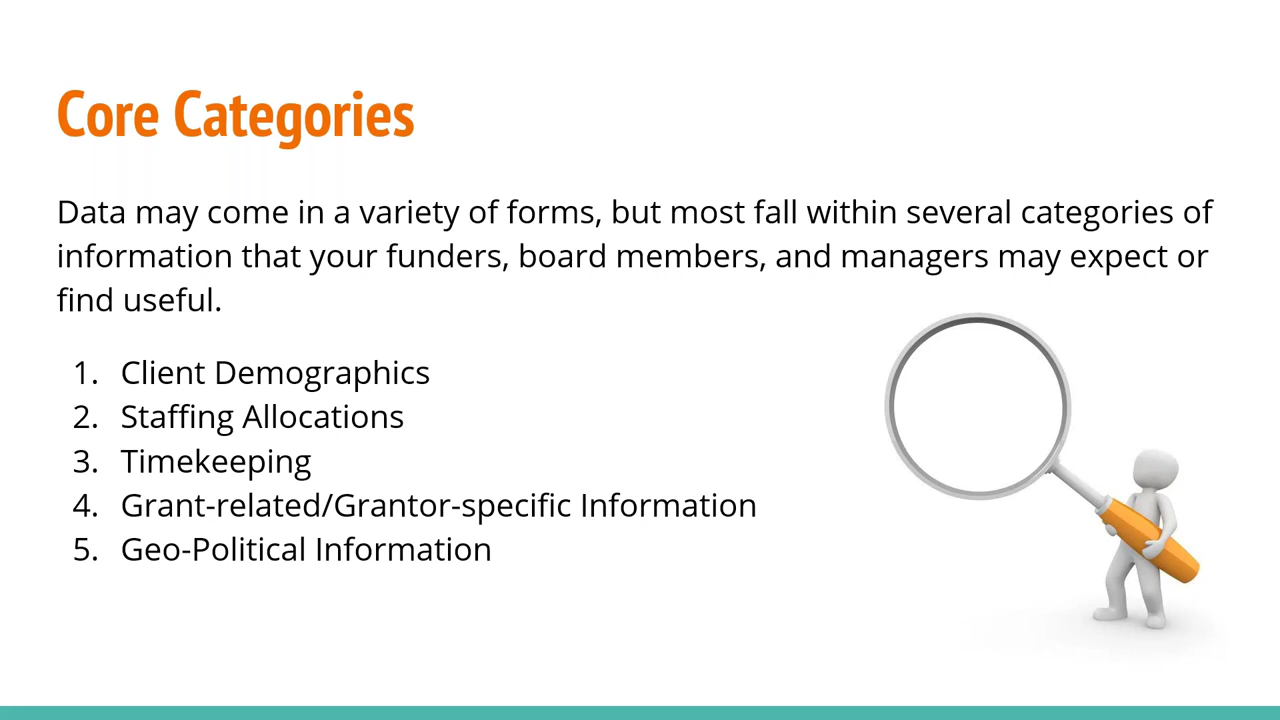 Core Categories
Data may come in a variety of forms, but most fall within several categories of
information that your funders, board members, and managers may expect or
find useful.
1. Client Demographics
2. Staffing Allocations
3. Timekeeping
4. Grant-related/Grantor-specific Information
5. Geo-Political Information